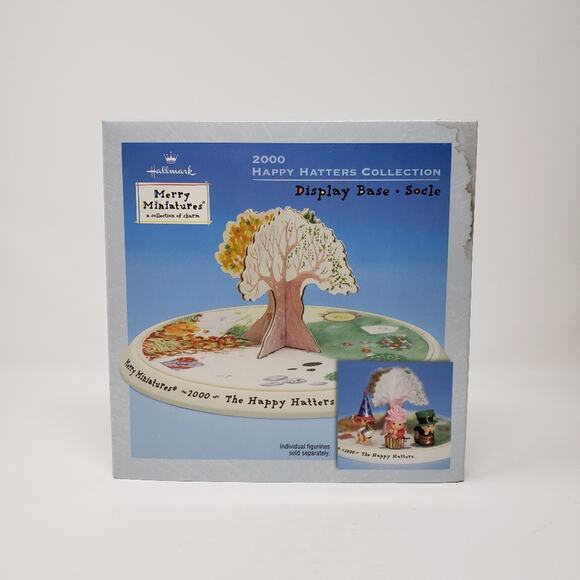 Hallmark
Merry
Miniatures®
a collection of charm
2000
HAPPY HATTERS COLLECTION
Display Base • Socle
Merry Miniatures® ~2000~ The Happy Hatters
Individual figurines
sold separately.
® ~2000~ The Happy Hatters